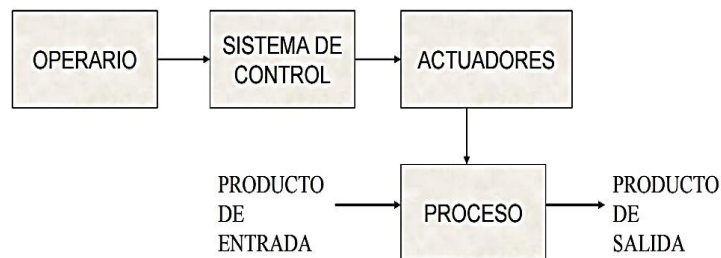 OPERARIO
SISTEMA DE
CONTROL
ACTUADORES
PRODUCTO
DE
ENTRADA
PROCESO
PRODUCTO
DE
SALIDA